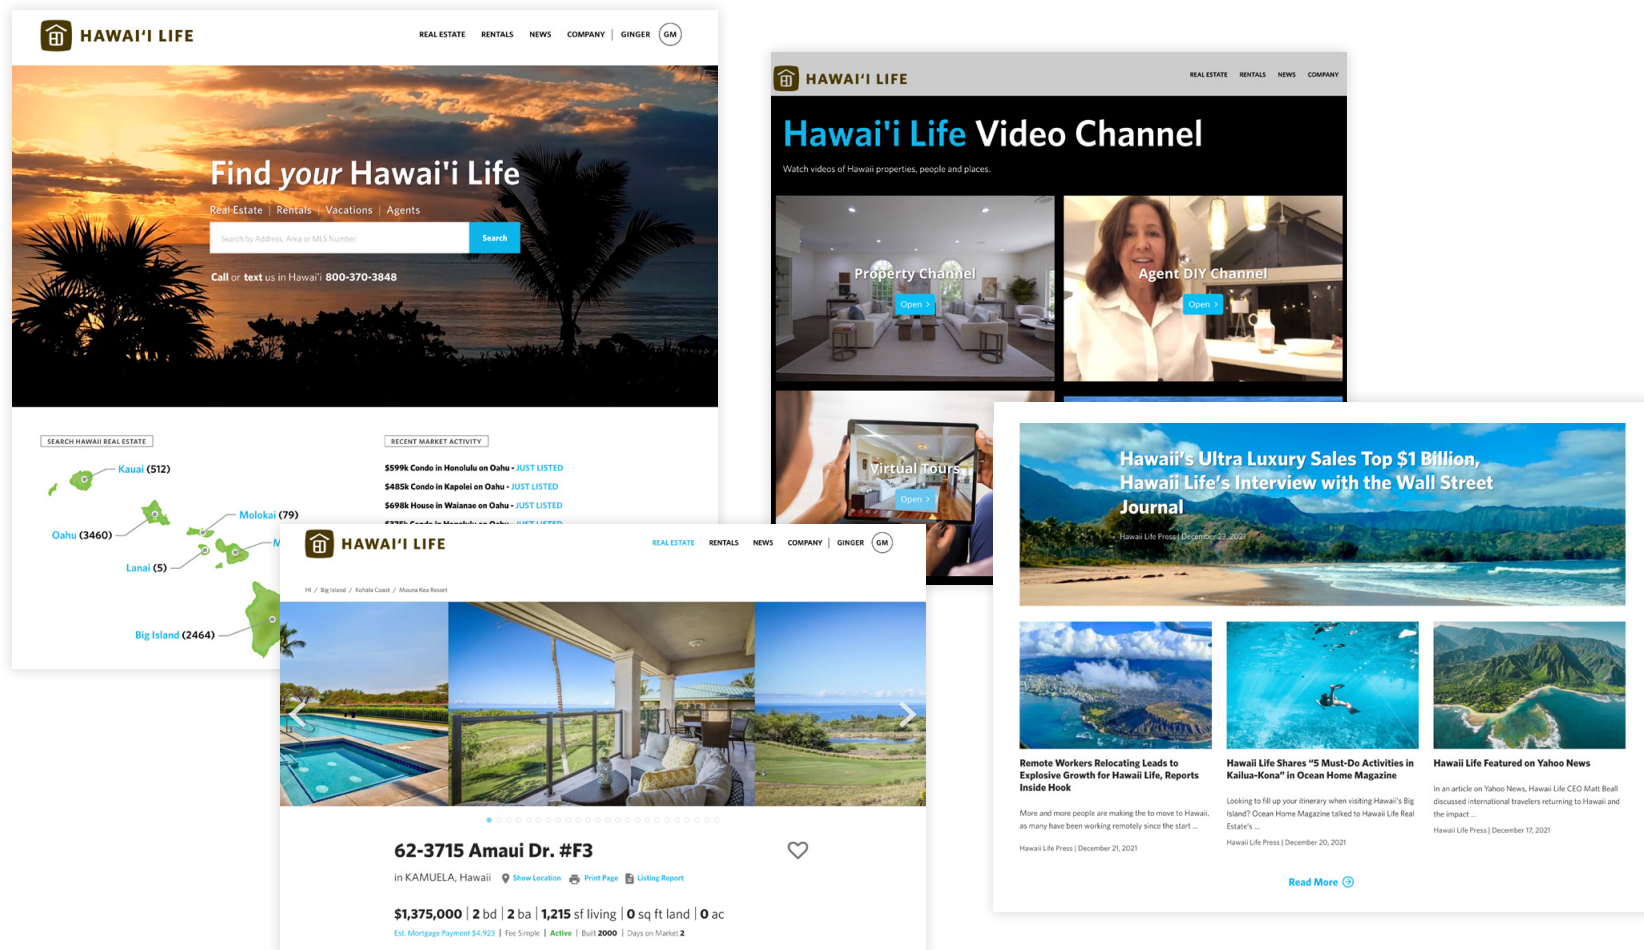 HAWAI‘I LIFE
REAL ESTATE RENTALS NEWS COMPANY | GINGER GM
Find your Hawai'i Life
Real Estate | Rentals | Vacations | Agents
Search by Address, Area or MLS Number
Search
Call or text us in Hawai'i 800-370-3848
SEARCH HAWAII REAL ESTATE
Kauai (512)
Molokai (79)
Oahu (3460)
M
Lanai (5)
Big Island (2464)
RECENT MARKET ACTIVITY
$599k Condo in Honolulu on Oahu - JUST LISTED
$485k Condo in Kapolei on Oahu - JUST LISTED
$698k House in Waianae on Oahu - JUST LISTED
HAWAI‘I LIFE
REAL ESTATE RENTALS NEWS COMPANY
Hawai'i Life Video Channel
Watch videos of Hawaii properties, people and places.
Property Channel
Open >
Agent DIY Channel
Open >
Virtual Tours
Open >
HAWAI‘I LIFE
REAL ESTATE RENTALS NEWS COMPANY | GINGER GM
HI / Big Island / Kohala Coast / Mauna Kea Resort
62-3715 Amaui Dr. #F3
in KAMUELA, Hawaii Show Location Print Page Listing Report
$1,375,000 | 2 bd | 2 ba | 1,215 sf living | 0 sq ft land | 0 ac
Est. Mortgage Payment $4,923 | Fee Simple | Active | Built 2000 | Days on Market 2
Hawaii's Ultra Luxury Sales Top $1 Billion,
Hawaii Life's Interview with the Wall Street
Journal
Hawaii Life Press | December 23, 2021
Remote Workers Relocating Leads to
Explosive Growth for Hawaii Life, Reports
Inside Hook
More and more people are making the to move to Hawaii,
as many have been working remotely since the start ...
Hawaii Life Press | December 21, 2021
Hawaii Life Shares “5 Must-Do Activities in
Kailua-Kona” in Ocean Home Magazine
Looking to fill up your itinerary when visiting Hawaii's Big
Island? Ocean Home Magazine talked to Hawaii Life Real
Estate's ...
Hawaii Life Press | December 20, 2021
Hawaii Life Featured on Yahoo News
In an article on Yahoo News, Hawaii Life CEO Matt Beall
discussed international travelers returning to Hawaii and
the impact ...
Hawaii Life Press | December 17, 2021
Read More